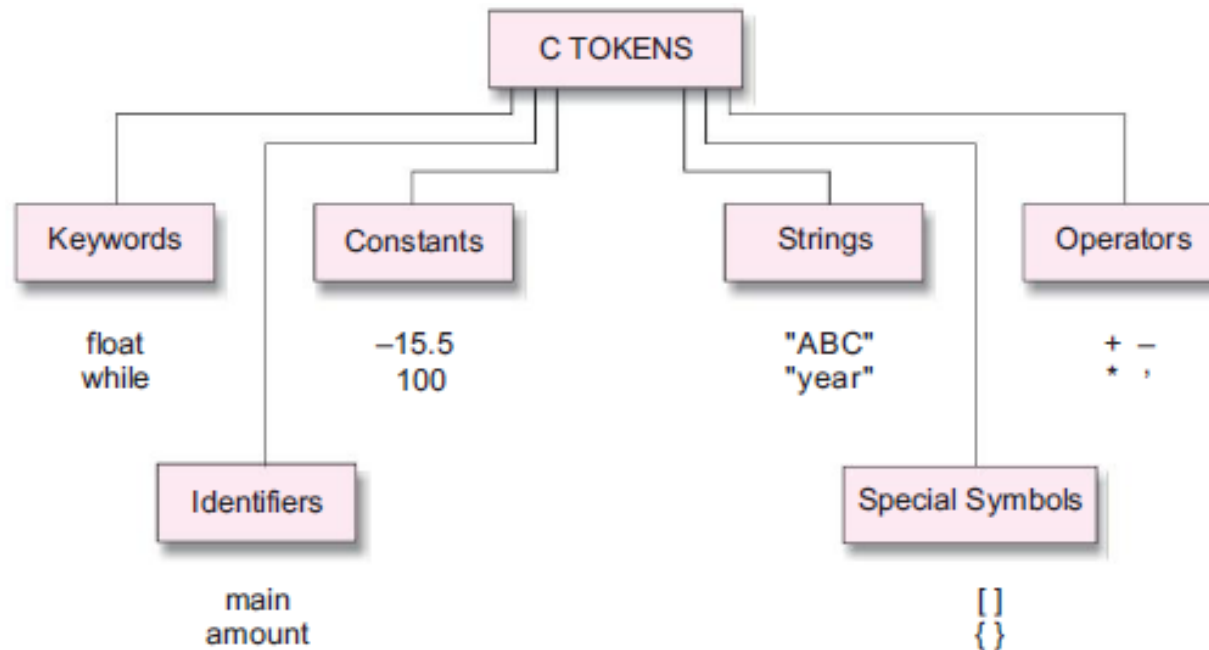 C TOKENS
Keywords
Constants
Strings
Operators
float
while
–15.5
100
"ABC"
"year"
+ –
* ,
Identifiers
Special Symbols
main
amount
[ ]
{ }